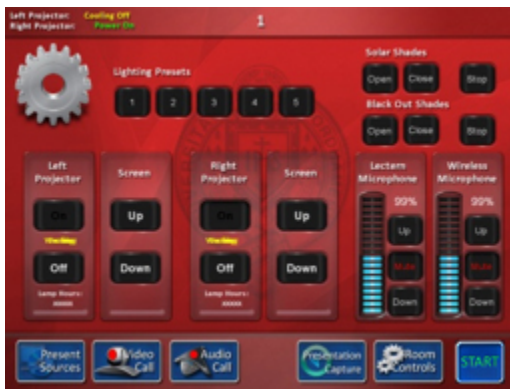 Left Projector: Cooling Off
Right Projector: Power On
1
Solar Shades
Lighting Presets
Open Close Stop
1 2 3 4 5
Black Out Shades
Open Close Stop
Left Projector
Screen
Right Projector
Screen
Lectern Microphone
Wireless Microphone
On
Up
On
Up
99%
99%
Up
Up
Off
Down
Off
Down
Mute
Mute
Lamp Hours:
Lamp Hours:
Down
Down
Present Sources
Video Call
Audio Call
Presentation Capture
Room Controls
START